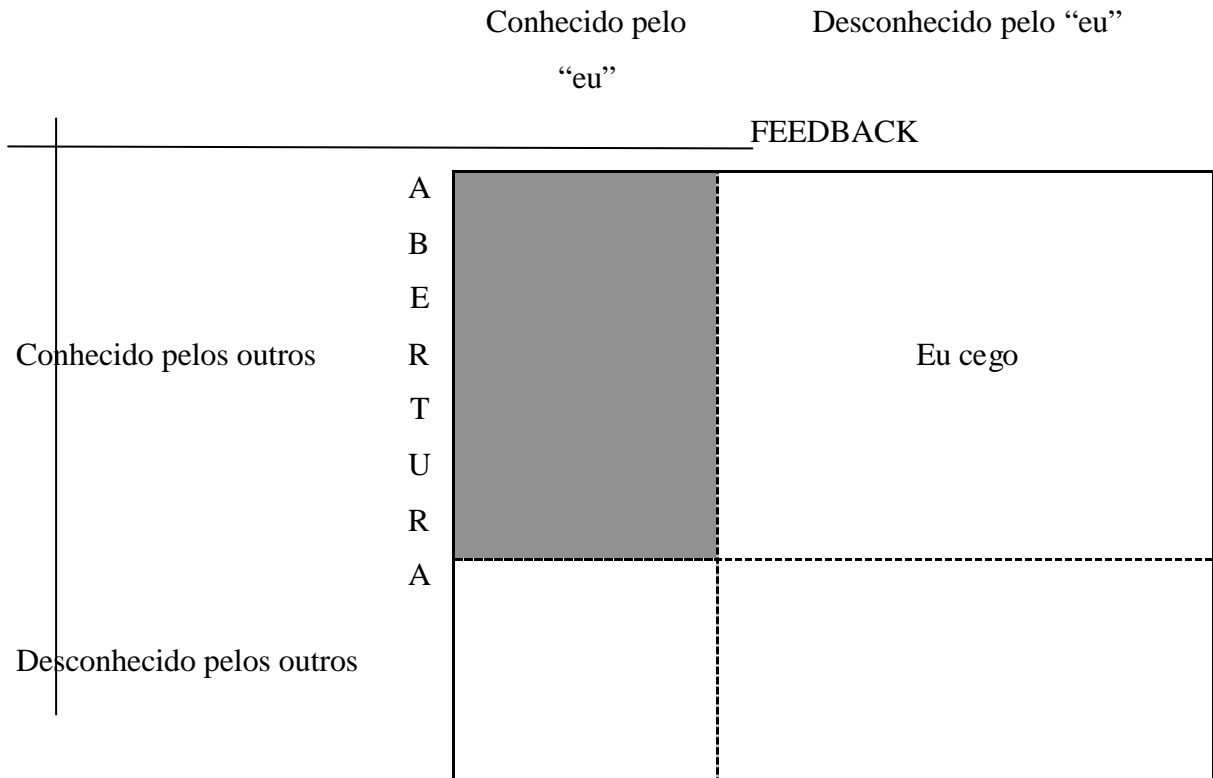 Conhecido pelo
“eu”
Desconhecido pelo “eu”
FEEDBACK
A
B
E
R
T
U
R
A
Conhecido pelos outros
Eu cego
Desconhecido pelos outros